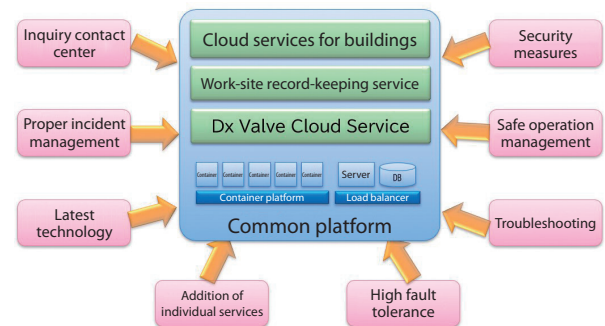 Inquiry contact
center
Proper incident
management
Latest
technology
Cloud services for buildings
Work-site record-keeping service
Dx Valve Cloud Service
Container Container Container Container Container
Server DB
Container platform Load balancer
Common platform
Security
measures
Safe operation
management
Troubleshooting
Addition of
individual services
High fault
tolerance